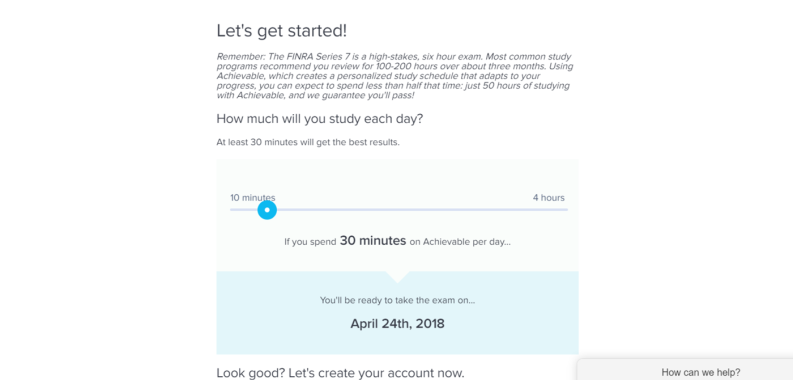 Let's get started!
Remember: The FINRA Series 7 is a high-stakes, six hour exam. Most common study
programs recommend you review for 100-200 hours over about three months. Using
Achievable, which creates a personalized study schedule that adapts to your
progress, you can expect to spend less than half that time: just 50 hours of studying
with Achievable, and we guarantee you'll pass!
How much will you study each day?
At least 30 minutes will get the best results.
10 minutes 4 hours
If you spend 30 minutes on Achievable per day...
You'll be ready to take the exam on...
April 24th, 2018
Look good? Let's create your account now.
How can we help?